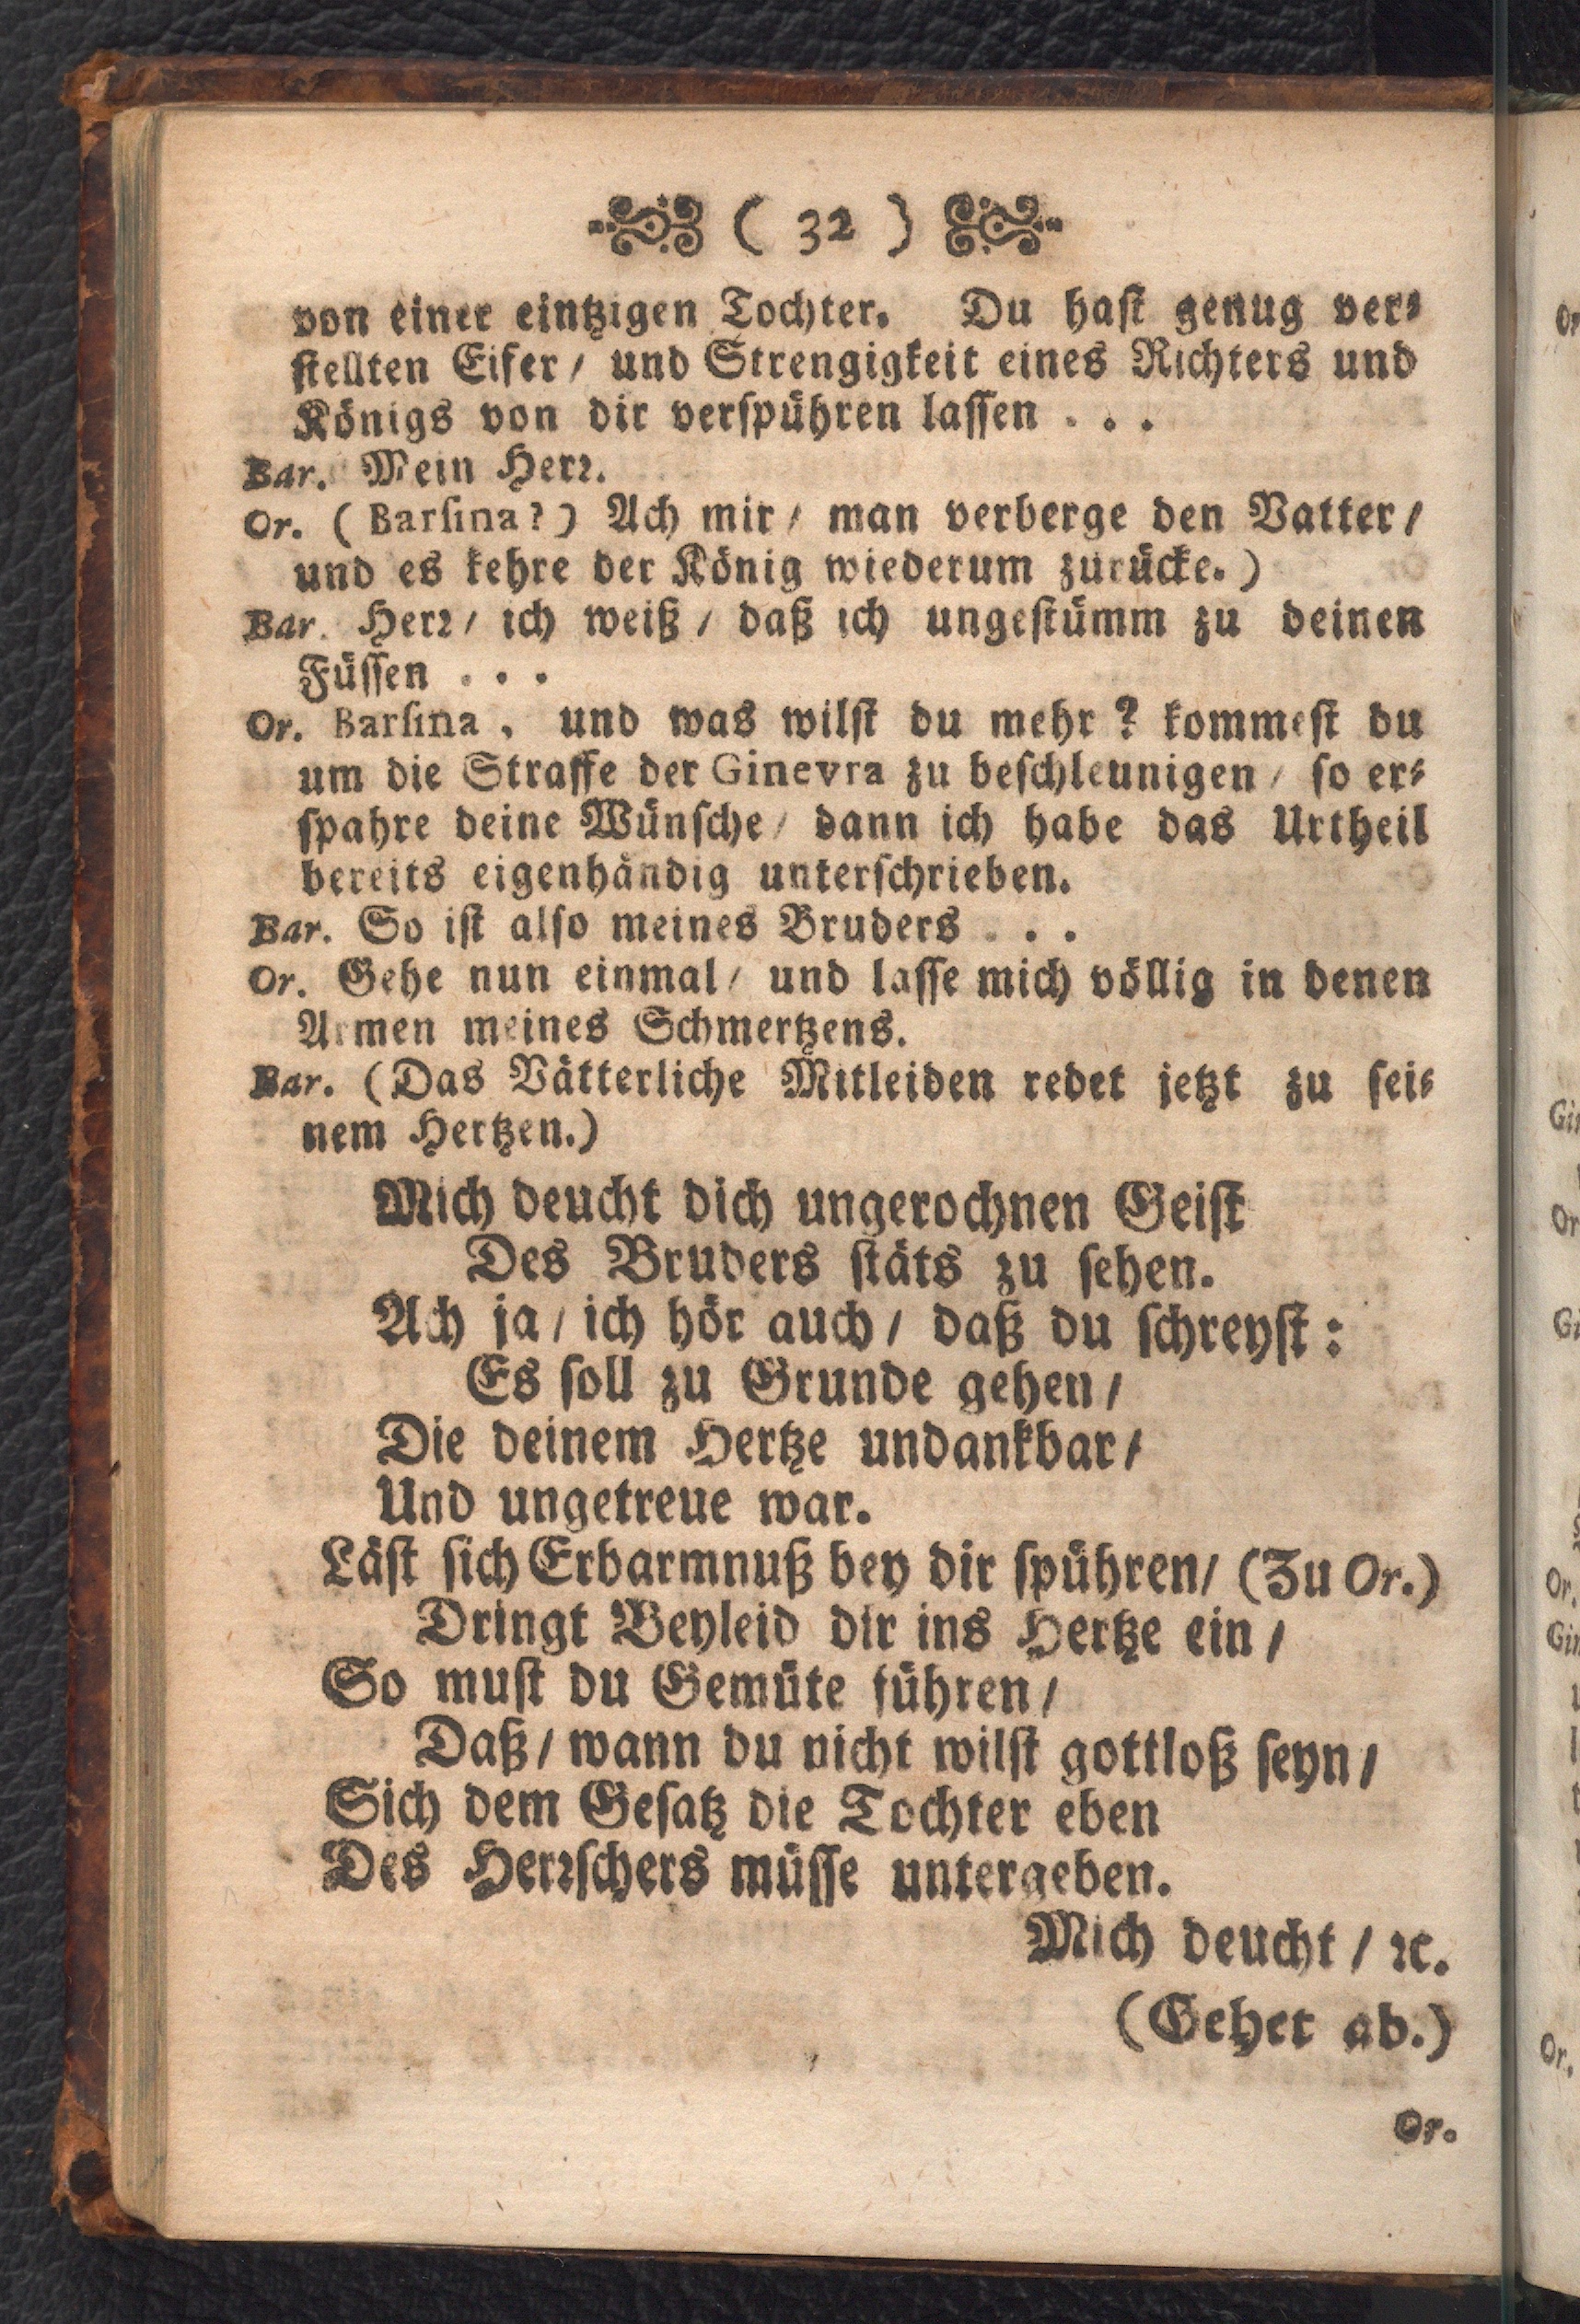 ( 32 )
von einer eintzigen Tochter. Du hast genug ver-
stellten Eifer/ und Strengigkeit eines Richters und
Königs von dir verspühren lassen . . .
Bar. Mein Herr.
Or. ( Barsina? ) Ach mir/ man verberge den Vatter/
und es kehre der König wiederum zurücke.)
Bar. Herr/ ich weiß/ daß ich ungestümm zu deinen
Füssen . . .
Or. Barsina, und was wilst du mehr? kommest du
um die Straffe der Ginevra zu beschleunigen/ so er-
spahre deine Wünsche/ dann ich habe das Urtheil
bereits eigenhändig unterschrieben.
Bar. So ist also meines Bruders . . .
Or. Gehe nun einmal/ und lasse mich völlig in denen
Armen meines Schmertzens.
Bar. (Das Vätterliche Mitleiden redet jetzt zu sei-
nem Hertzen.)
Mich deucht dich ungerochnen Geist
Des Bruders stäts zu sehen.
Ach ja/ ich hör auch/ daß du schreyst:
Es soll zu Grunde gehen/
Die deinem Hertze undankbar/
Und ungetreue war.
Läst sich Erbarmnuß bey dir spühren/ (Zu Or.)
Dringt Beyleid dir ins Hertze ein/
So must du Gemüte führen/
Daß/ wann du nicht wilst gottloß seyn/
Sich dem Gesatz die Tochter eben
Des Herrschers müsse untergeben.
Mich deucht/ ꝛc.
(Gehet ab.)
Or.